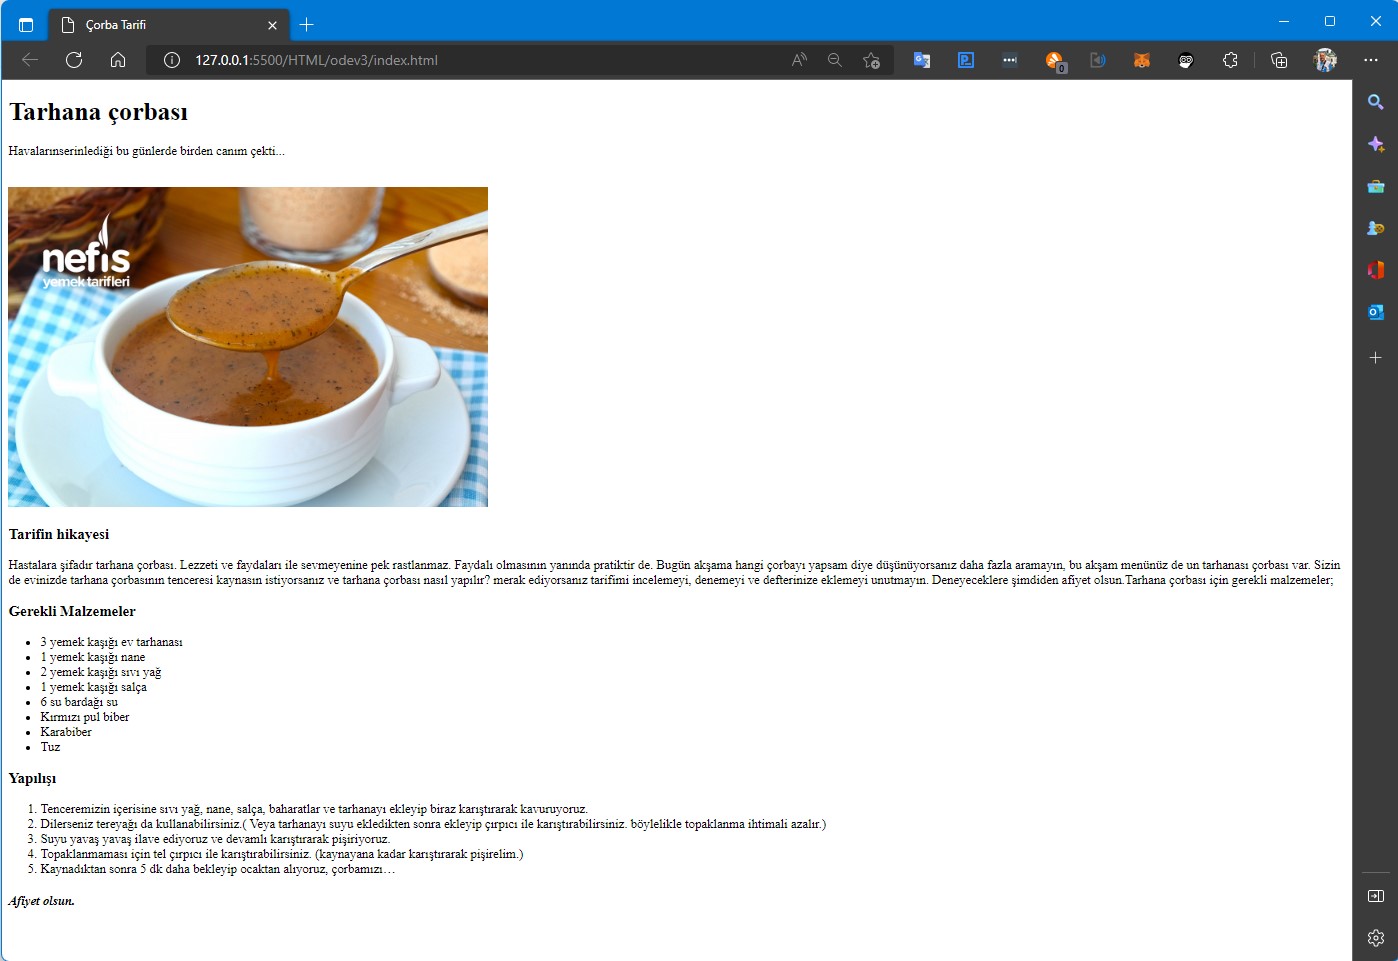 Çorba Tarifi
127.0.0.1:5500/HTML/odev3/index.html
0
Tarhana çorbası
Havalarınserinlediği bu günlerde birden canım çekti...
nefis
yemek tarifleri
Tarifin hikayesi
Hastalara şifadır tarhana çorbası. Lezzeti ve faydaları ile sevmeyenine pek rastlanmaz. Faydalı olmasının yanında pratiktir de. Bugün akşama hangi çorbayı yapsam diye düşünüyorsanız daha fazla aramayın, bu akşam menünüz de un tarhanası çorbası var. Sizin
de evinizde tarhana çorbasının tenceresi kaynasın istiyorsanız ve tarhana çorbası nasıl yapılır? merak ediyorsanız tarifimi incelemeyi, denemeyi ve defterinize eklemeyi unutmayın. Deneyeceklere şimdiden afiyet olsun.Tarhana çorbası için gerekli malzemeler;
Gerekli Malzemeler
• 3 yemek kaşığı ev tarhanası
• 1 yemek kaşığı nane
• 2 yemek kaşığı sıvı yağ
• 1 yemek kaşığı salça
• 6 su bardağı su
• Kırmızı pul biber
• Karabiber
• Tuz
Yapılışı
1. Tenceremizin içerisine sıvı yağ, nane, salça, baharatlar ve tarhanayı ekleyip biraz karıştırarak kavuruyoruz.
2. Dilerseniz tereyağı da kullanabilirsiniz.( Veya tarhanayı suyu ekledikten sonra ekleyip çırpıcı ile karıştırabilirsiniz. böylelikle topaklanma ihtimali azalır.)
3. Suyu yavaş yavaş ilave ediyoruz ve devamlı karıştırarak pişiriyoruz.
4. Topaklanmaması için tel çırpıcı ile karıştırabilirsiniz. (kaynayana kadar karıştırarak pişirelim.)
5. Kaynadıktan sonra 5 dk daha bekleyip ocaktan alıyoruz, çorbamızı…
Afiyet olsun.